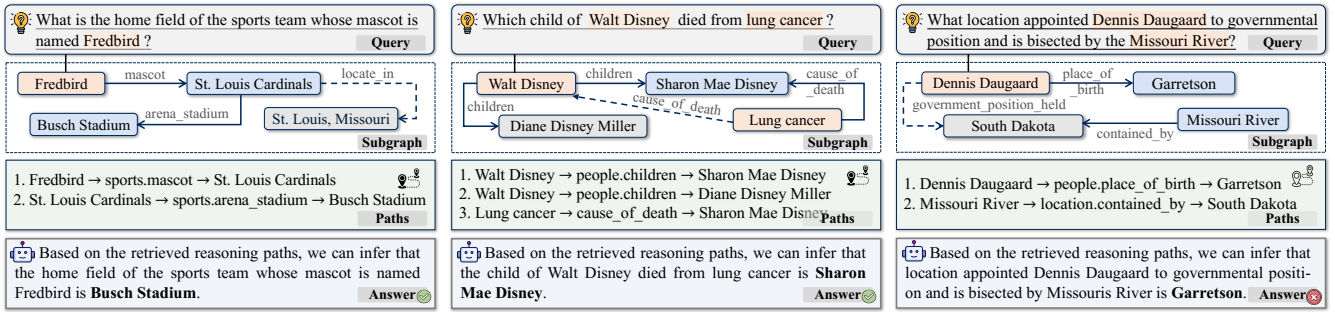 What is the home field of the sports team whose mascot is
named Fredbird ?
Query
Fredbird
mascot
St. Louis Cardinals
locate_in
arena_stadium
Busch Stadium
St. Louis, Missouri
Subgraph
1. Fredbird → sports.mascot → St. Louis Cardinals
2. St. Louis Cardinals → sports.arena_stadium → Busch Stadium
Paths
Based on the retrieved reasoning paths, we can infer that
the home field of the sports team whose mascot is named
Fredbird is Busch Stadium.
Answer
Which child of Walt Disney died from lung cancer ?
Query
Walt Disney
children
Sharon Mae Disney
cause_of
_death
cause_of_death
children
Diane Disney Miller
Lung cancer
Subgraph
1. Walt Disney → people.children → Sharon Mae Disney
2. Walt Disney → people.children → Diane Disney Miller
3. Lung cancer → cause_of_death → Sharon Mae Disney
Paths
Based on the retrieved reasoning paths, we can infer that
the child of Walt Disney died from lung cancer is Sharon
Mae Disney.
Answer
What location appointed Dennis Daugaard to governmental
position and is bisected by the Missouri River?
Query
Dennis Daugaard
place_of
_birth
Garretson
government_position_held
South Dakota
Missouri River
contained_by
Subgraph
1. Dennis Daugaard → people.place_of_birth → Garretson
2. Missouri River → location.contained_by → South Dakota
Paths
Based on the retrieved reasoning paths, we can infer that
location appointed Dennis Daugaard to governmental positi-
on and is bisected by Missouris River is Garretson.
Answer